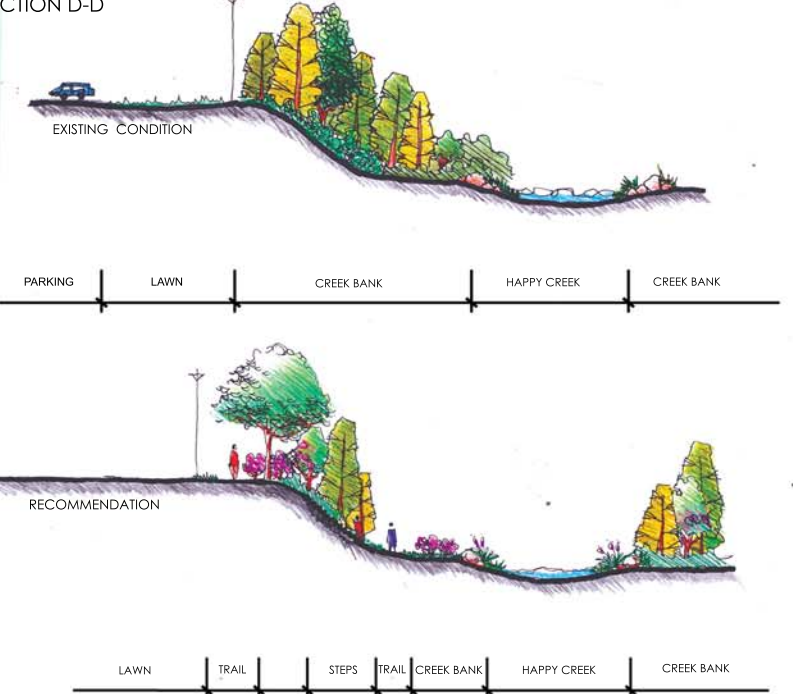 CTION D-D
EXISTING CONDITION
PARKING LAWN CREEK BANK HAPPY CREEK CREEK BANK
RECOMMENDATION
LAWN TRAIL STEPS TRAIL CREEK BANK HAPPY CREEK CREEK BANK